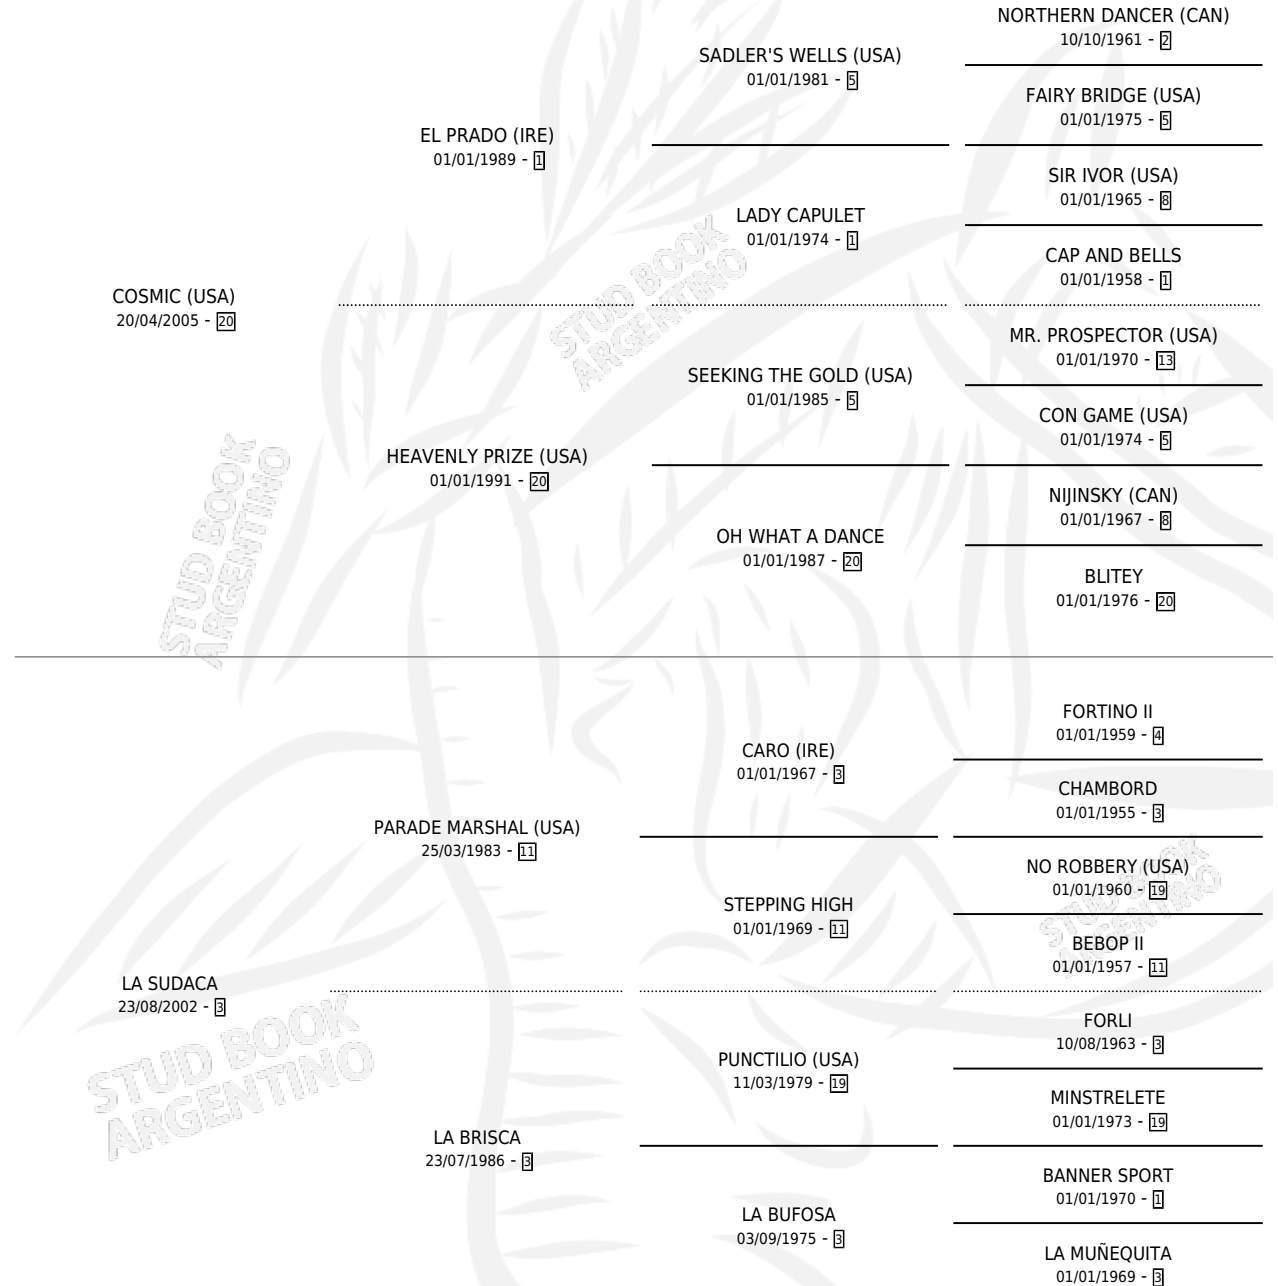 NORTHERN DANCER (CAN)
10/10/1961 - 2
SADLER'S WELLS (USA)
01/01/1981 - 5
FAIRY BRIDGE (USA)
01/01/1975 - 5
EL PRADO (IRE)
01/01/1989 - 1
SIR IVOR (USA)
01/01/1965 - 8
LADY CAPULET
01/01/1974 - 1
CAP AND BELLS
01/01/1958 - 1
COSMIC (USA)
20/04/2005 - 20
MR. PROSPECTOR (USA)
01/01/1970 - 13
SEEKING THE GOLD (USA)
01/01/1985 - 5
CON GAME (USA)
01/01/1974 - 5
HEAVENLY PRIZE (USA)
01/01/1991 - 20
NIJINSKY (CAN)
01/01/1967 - 8
OH WHAT A DANCE
01/01/1987 - 20
BLITEY
01/01/1976 - 20
FORTINO II
01/01/1959 - 4
CARO (IRE)
01/01/1967 - 3
CHAMBORD
01/01/1955 - 3
PARADE MARSHAL (USA)
25/03/1983 - 11
NO ROBBERY (USA)
01/01/1960 - 19
STEPPING HIGH
01/01/1969 - 11
BEBOP II
01/01/1957 - 11
LA SUDACA
23/08/2002 - 3
FORLI
10/08/1963 - 3
PUNCTILIO (USA)
11/03/1979 - 19
MINSTRELETE
01/01/1973 - 19
LA BRISCA
23/07/1986 - 3
BANNER SPORT
01/01/1970 - 1
LA BUFOSA
03/09/1975 - 3
LA MUÑEQUITA
01/01/1969 - 3
STUD BOOK
ARGENTINO
STUD BOOK
ARGENTINO
STUD BOOK
ARGENTINO
STUD BOOK
ARGENTINO